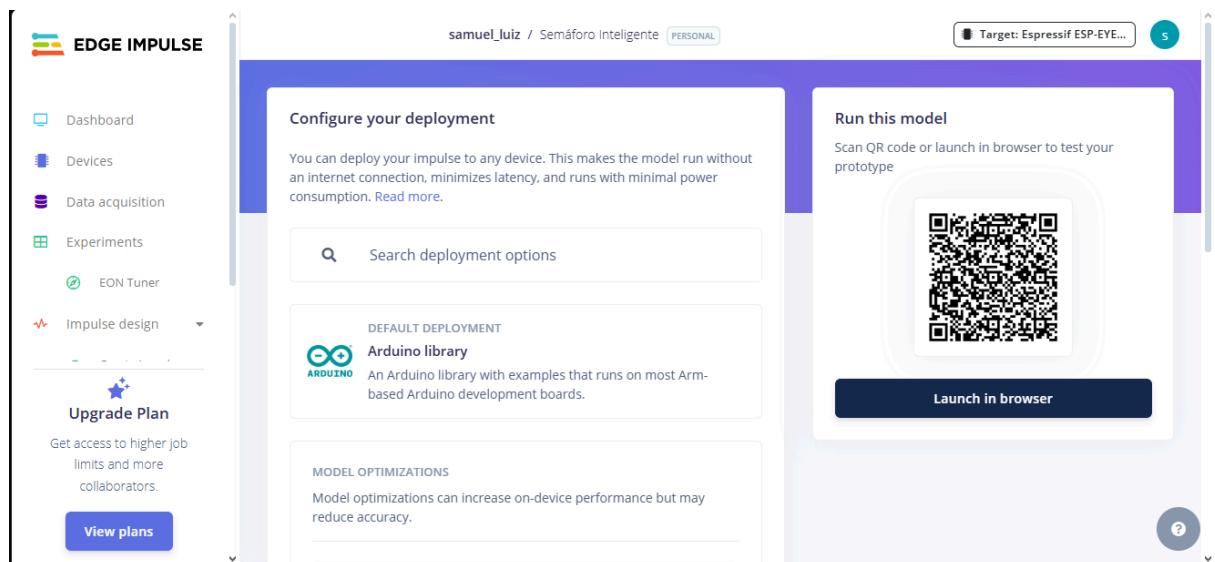 EDGE IMPULSE
samuel_luiz / Semáforo Inteligente PERSONAL
Target: Espressif ESP-EYE...
s
Dashboard
Devices
Data acquisition
Experiments
EON Tuner
Impulse design
Upgrade Plan
Get access to higher job
limits and more
collaborators.
View plans
Configure your deployment
You can deploy your impulse to any device. This makes the model run without
an internet connection, minimizes latency, and runs with minimal power
consumption. Read more.
Search deployment options
DEFAULT DEPLOYMENT
Arduino library
ARDUINO
An Arduino library with examples that runs on most Arm-
based Arduino development boards.
MODEL OPTIMIZATIONS
Model optimizations can increase on-device performance but may
reduce accuracy.
Run this model
Scan QR code or launch in browser to test your
prototype
Launch in browser
?